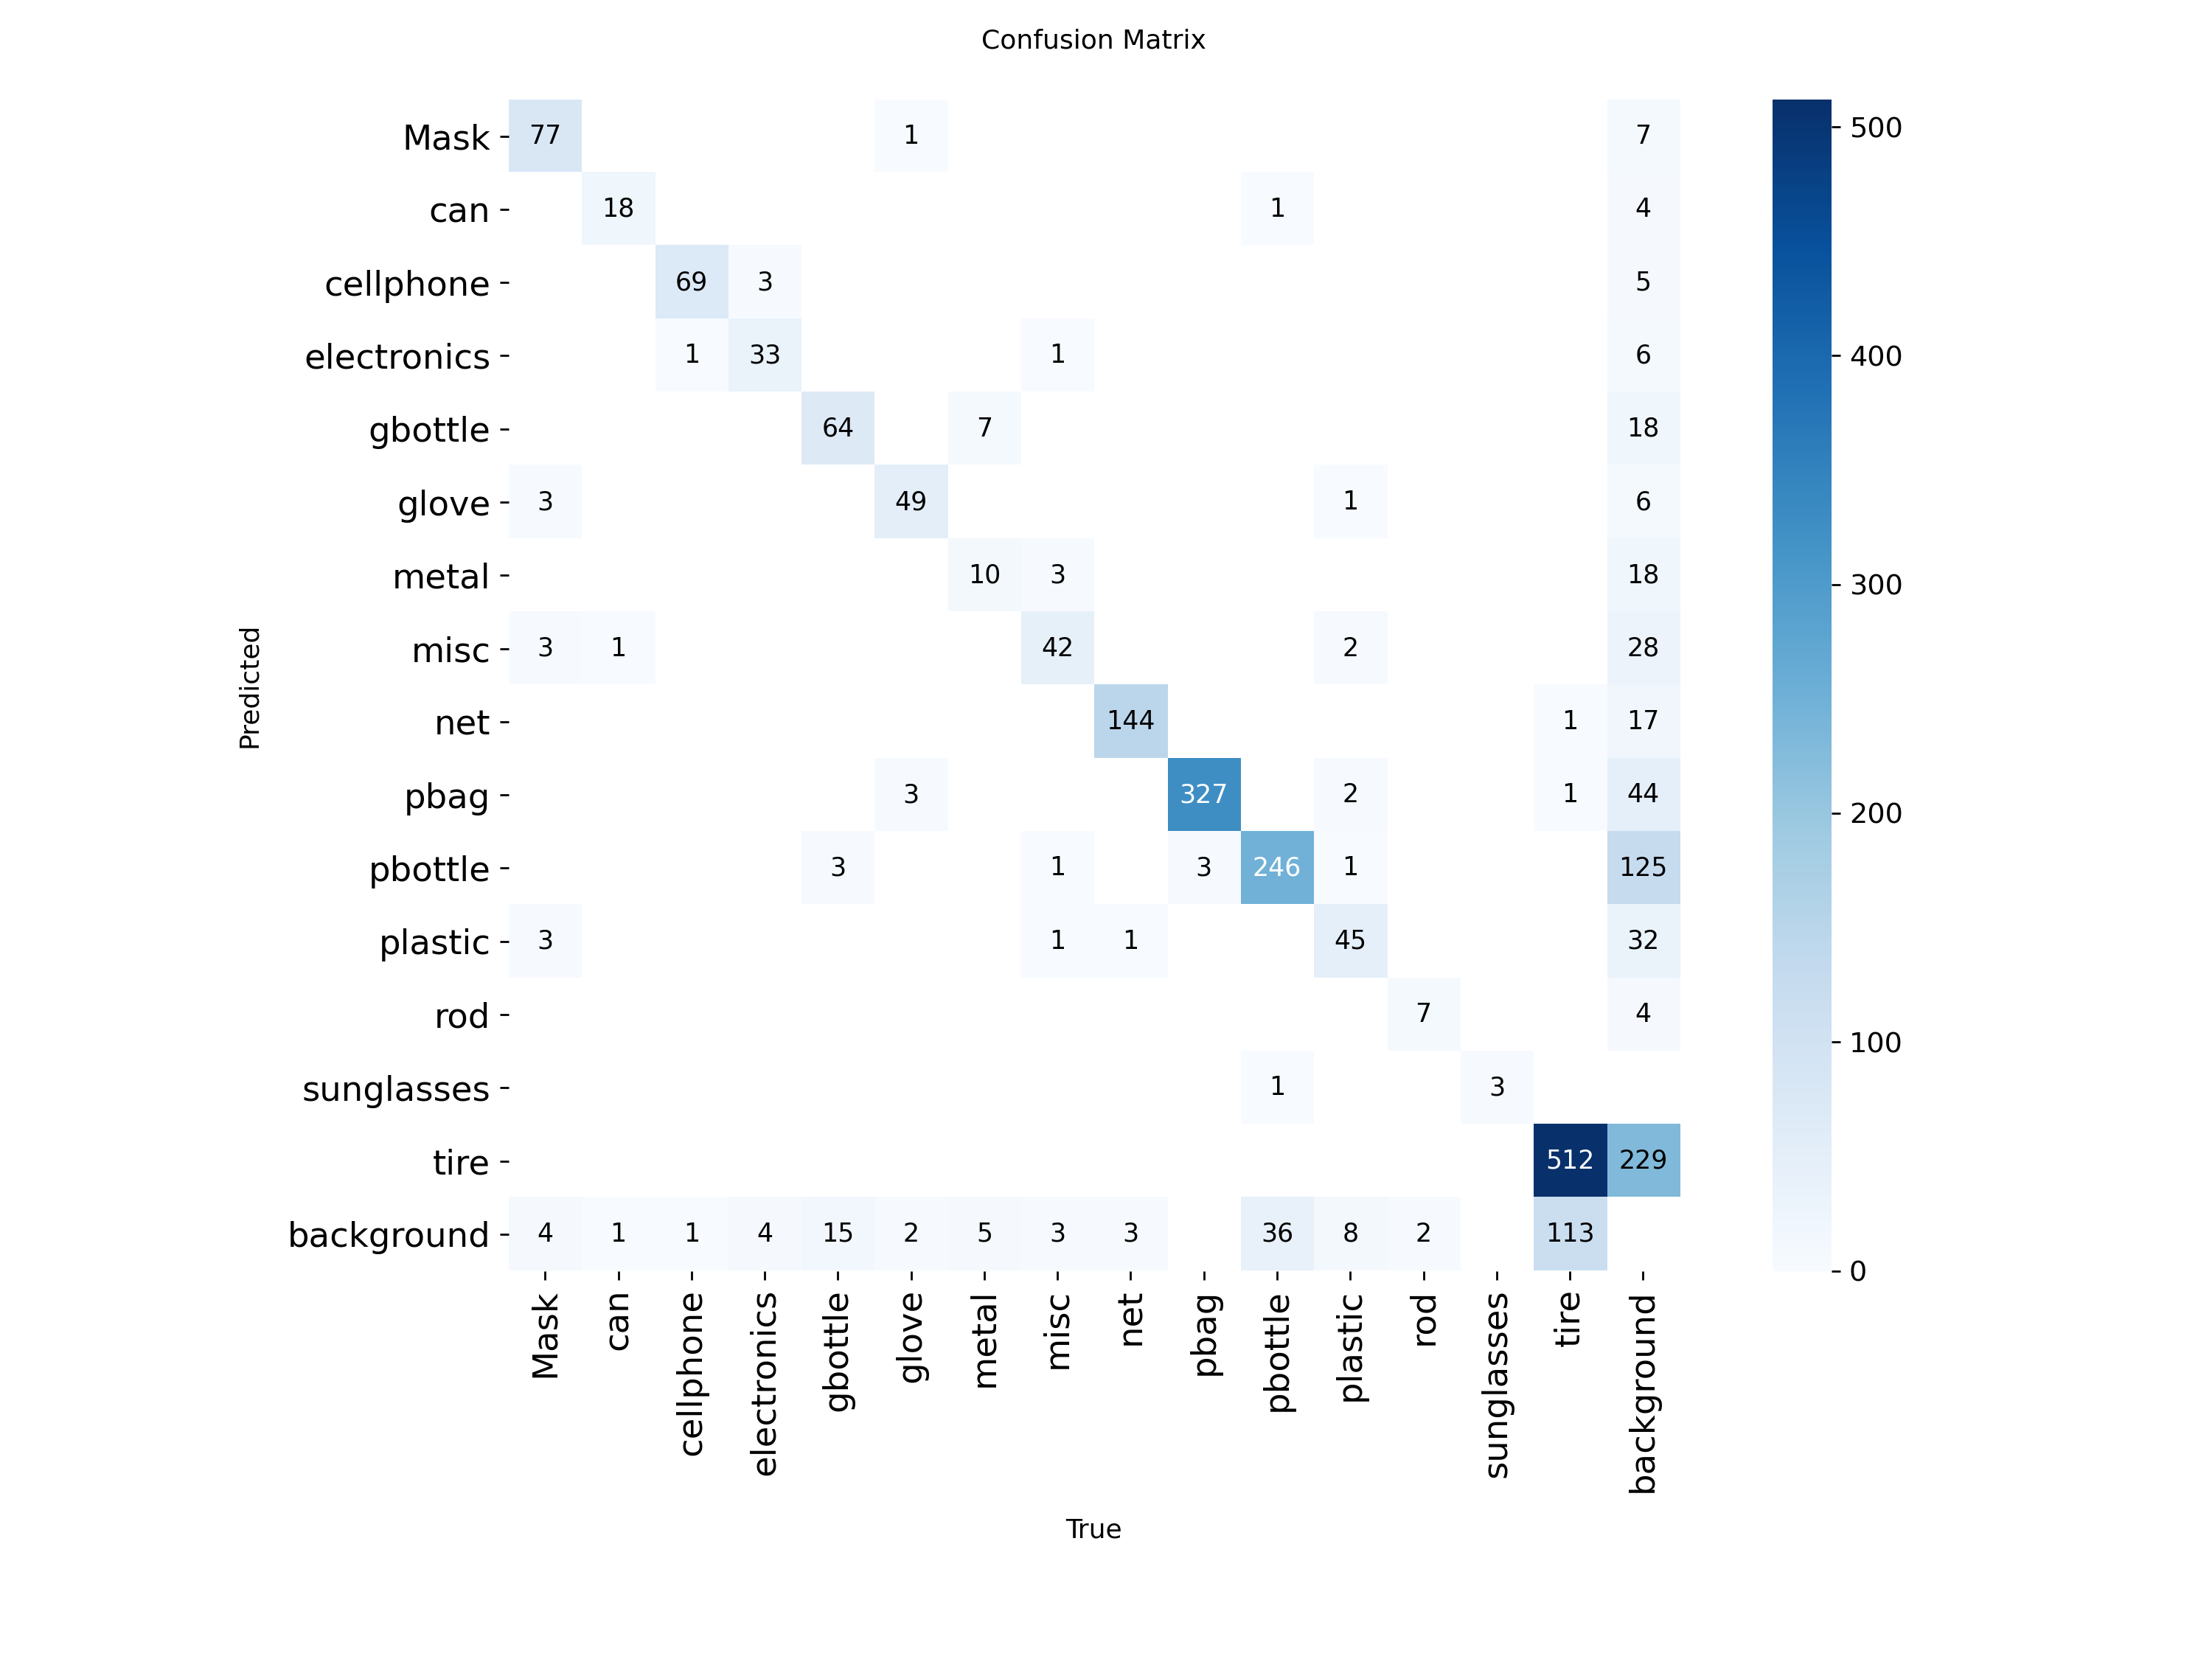 Confusion Matrix
Mask 77 1 7
can 18 1 4
cellphone 69 3 5
electronics 1 33 1 6
gbottle 64 7 18
glove 3 49 1 6
metal 10 3 18
misc 3 1 42 2 28
net 144 1 17
pbag 3 327 2 1 44
pbottle 3 1 3 246 1 125
plastic 3 1 1 45 32
rod 7 4
sunglasses 1 3
tire 512 229
background 4 1 1 4 15 2 5 3 3 36 8 2 113
Predicted
Mask can cellphone electronics gbottle glove metal misc net pbag pbottle plastic rod sunglasses tire background
True
500
400
300
200
100
0